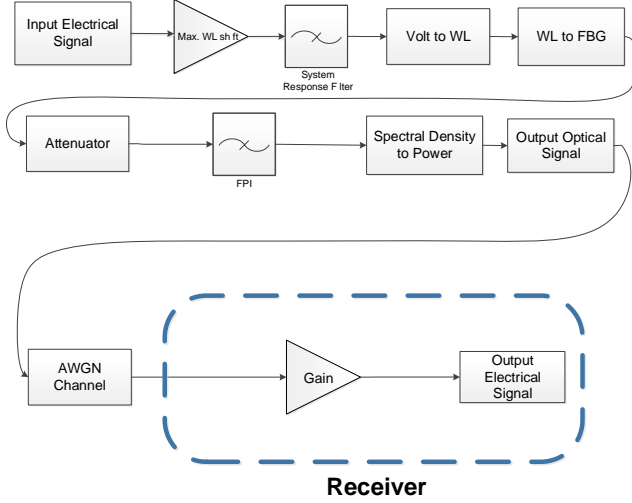 Input Electrical
Signal
Max. WL sh ft
System
Response F lter
Volt to WL
WL to FBG
Attenuator
FPI
Spectral Density
to Power
Output Optical
Signal
AWGN
Channel
Gain
Output
Electrical
Signal
Receiver